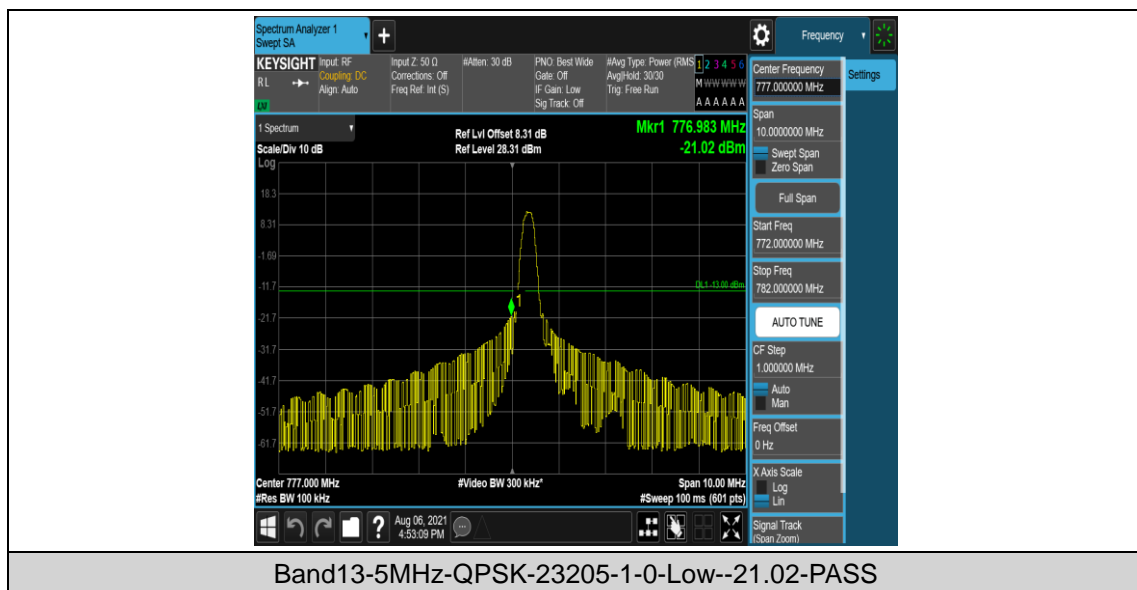 Spectrum Analyzer 1
Swept SA
+
Frequency
KEYSIGHT
RL
LW
Input: RF
Coupling: DC
Align: Auto
Input Z: 50 Ω
Corrections: Off
Freq Ref: Int (S)
#Atten: 30 dB
PNO: Best Wide
Gate: Off
IF Gain: Low
Sig Track: Off
#Avg Type: Power (RMS
Avg|Hold: 30/30
Trig: Free Run
1 2 3 4 5 6
M W W W W W
A A A A A A
1 Spectrum
Scale/Div 10 dB
Ref Lvl Offset 8.31 dB
Ref Level 28.31 dBm
Mkr1 776.983 MHz
-21.02 dBm
Log
18.3
8.31
-1.69
-11.7
-21.7
-31.7
-41.7
-51.7
-61.7
DL1 -13.00 dBm
1
Center 777.000 MHz
#Video BW 300 kHz*
Span 10.00 MHz
#Res BW 100 kHz
#Sweep 100 ms (601 pts)
?
Aug 06, 2021
4:53:09 PM
Center Frequency
777.000000 MHz
Settings
Span
10.0000000 MHz
Swept Span
Zero Span
Full Span
Start Freq
772.000000 MHz
Stop Freq
782.000000 MHz
AUTO TUNE
CF Step
1.000000 MHz
Auto
Man
Freq Offset
0 Hz
X Axis Scale
Log
Lin
Signal Track
(Span Zoom)
Band13-5MHz-QPSK-23205-1-0-Low--21.02-PASS